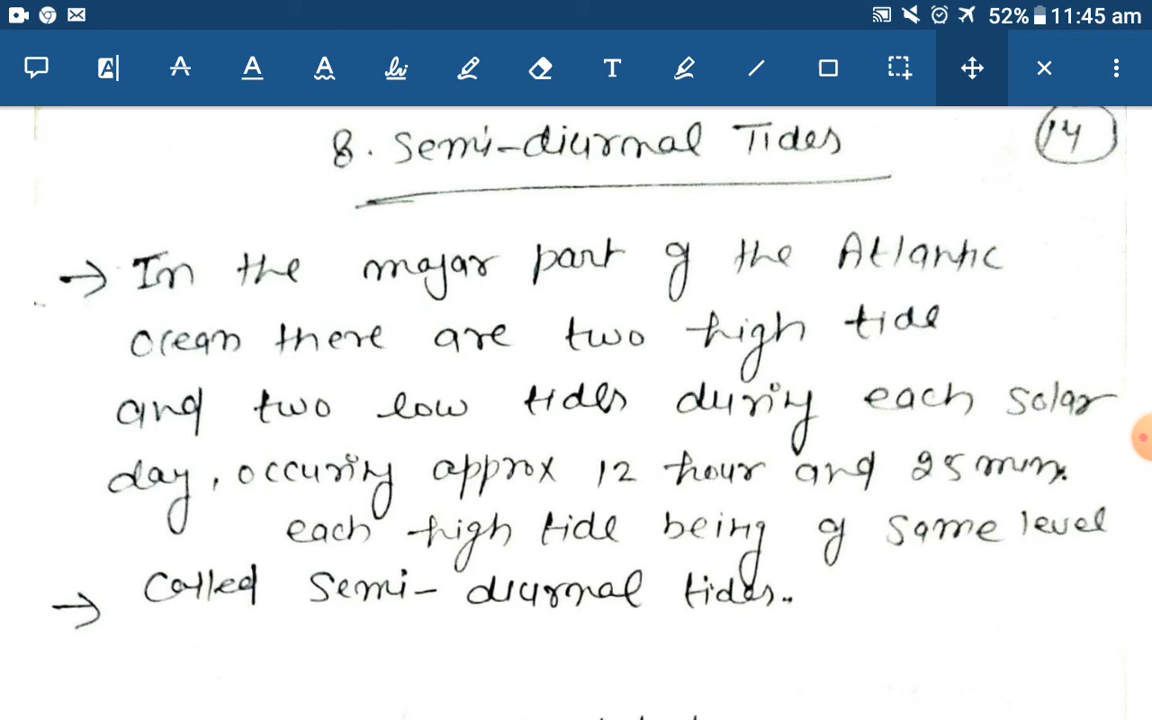 52% 11:45 am
8. Semi-diurnal Tides
14
→ In the major part of the Atlantic
ocean there are two high tide
and two low tides during each solar
day, occuring approx 12 hour and 25 min.
each high tide being of same level
→ Called Semi-diurnal tides..